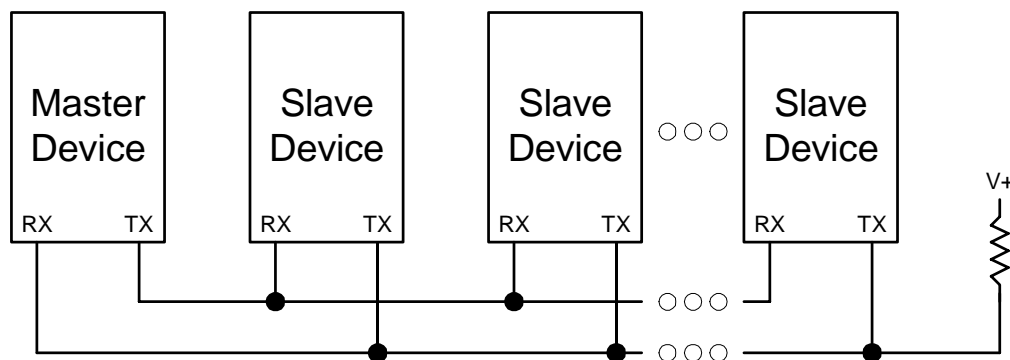 Master
Device
Slave
Device
Slave
Device
Slave
Device
RX TX
RX TX
RX TX
RX TX
V+